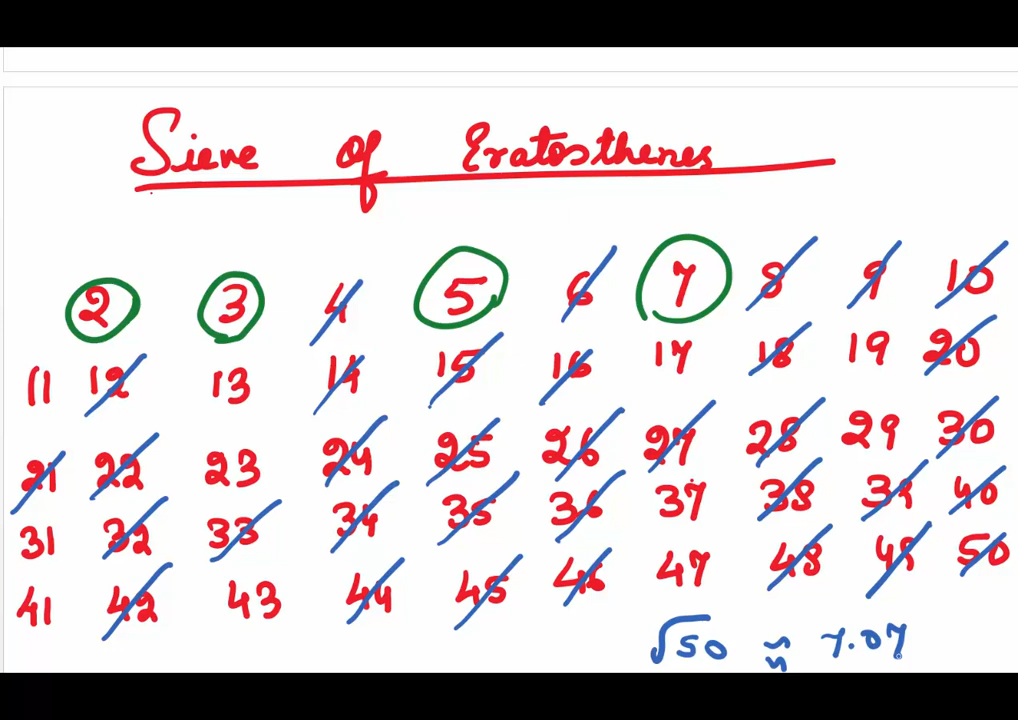 Sieve of Eratosthenes
2 3 4 5 6 7 8 9 10
11 12 13 14 15 16 17 18 19 20
21 22 23 24 25 26 27 28 29 30
31 32 33 34 35 36 37 38 39 40
41 42 43 44 45 46 47 48 49 50
√50 ≈ 7.07